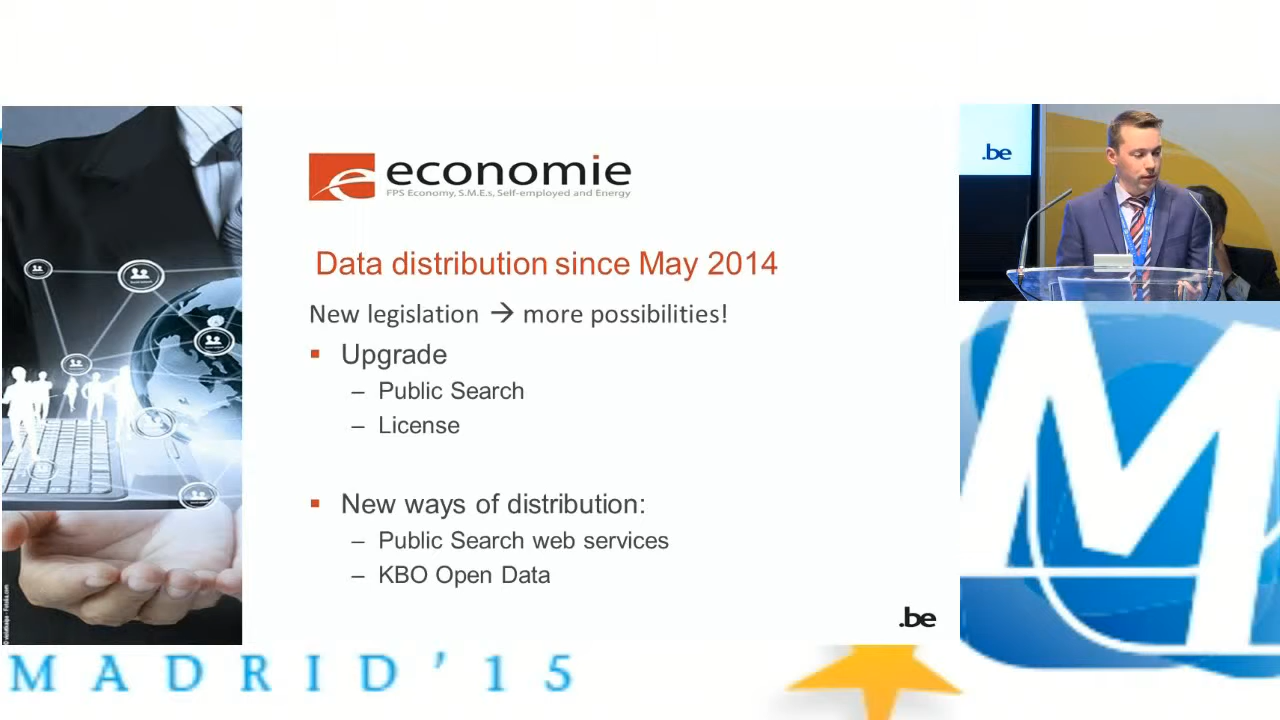 economie
FPS Economy, S.M.E.s, Self-employed and Energy
Data distribution since May 2014
New legislation → more possibilities!
▪ Upgrade
– Public Search
– License
▪ New ways of distribution:
– Public Search web services
– KBO Open Data
.be
.be
M
MADRID'15